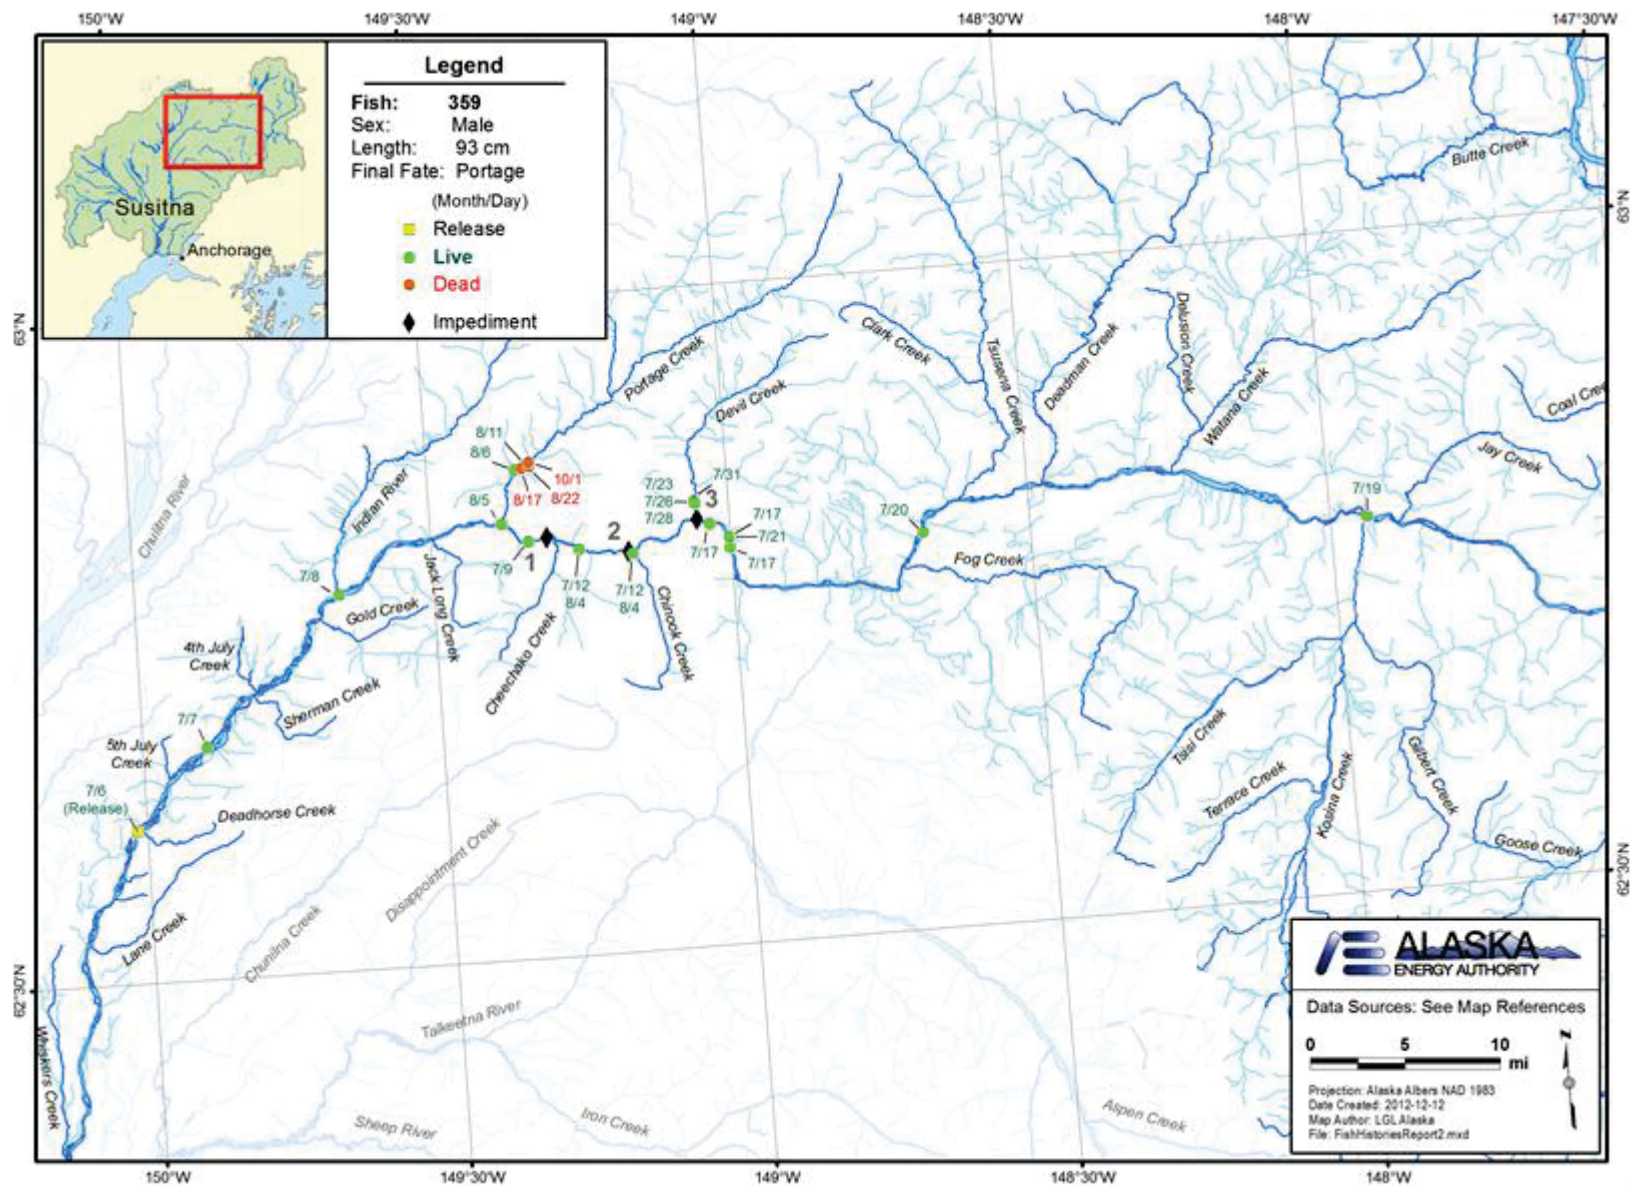 150°W
149°30'W
149°W
148°30'W
148°W
147°30'W
Legend
Fish: 359
Sex: Male
Length: 93 cm
Final Fate: Portage
(Month/Day)
Release
Live
Dead
Impediment
Susitna
Anchorage
Butte Creek
63°N
63°N
Portage Creek
Clark Creek
Tsusena Creek
Deadman Creek
Delusion Creek
Watana Creek
Coal Cree
Devil Creek
Jay Creek
8/11
8/6
10/1
8/17
8/22
8/5
7/23
7/26
7/28
7/31
3
7/17
7/21
7/17
7/17
7/20
7/19
Chulitna River
Indian River
2
1
7/9
7/12
8/4
7/12
8/4
Fog Creek
7/8
Gold Creek
Jack Long Creek
Cheechako Creek
Chinook Creek
4th July
Creek
Sherman Creek
7/7
5th July
Creek
7/6
(Release)
Deadhorse Creek
Tsisi Creek
Terrace Creek
Kosina Creek
Gilbert Creek
Goose Creek
62°30'N
Disappointment Creek
Chunilna Creek
Lane Creek
62°30'N
Talkeetna River
Whiskers Creek
Sheep River
Iron Creek
Aspen Creek
ALASKA
ENERGY AUTHORITY
Data Sources: See Map References
0 5 10
mi
N
Projection: Alaska Albers NAD 1983
Date Created: 2012-12-12
Map Author: LGL Alaska
File: FishHistoriesReport2.mxd
150°W
149°30'W
149°W
148°30'W
148°W